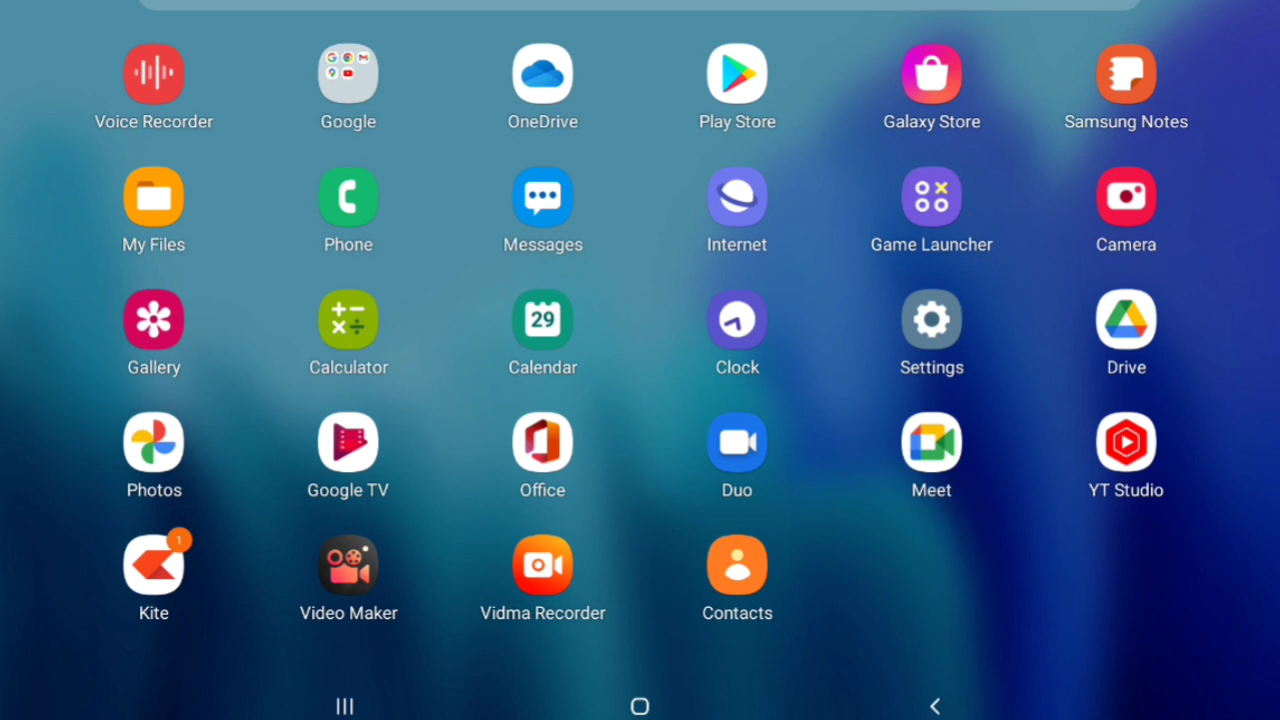 Voice Recorder
Google
OneDrive
Play Store
Galaxy Store
Samsung Notes
My Files
Phone
Messages
Internet
Game Launcher
Camera
29
Gallery
Calculator
Calendar
Clock
Settings
Drive
Photos
Google TV
Office
Duo
Meet
YT Studio
1
Kite
Video Maker
Vidma Recorder
Contacts